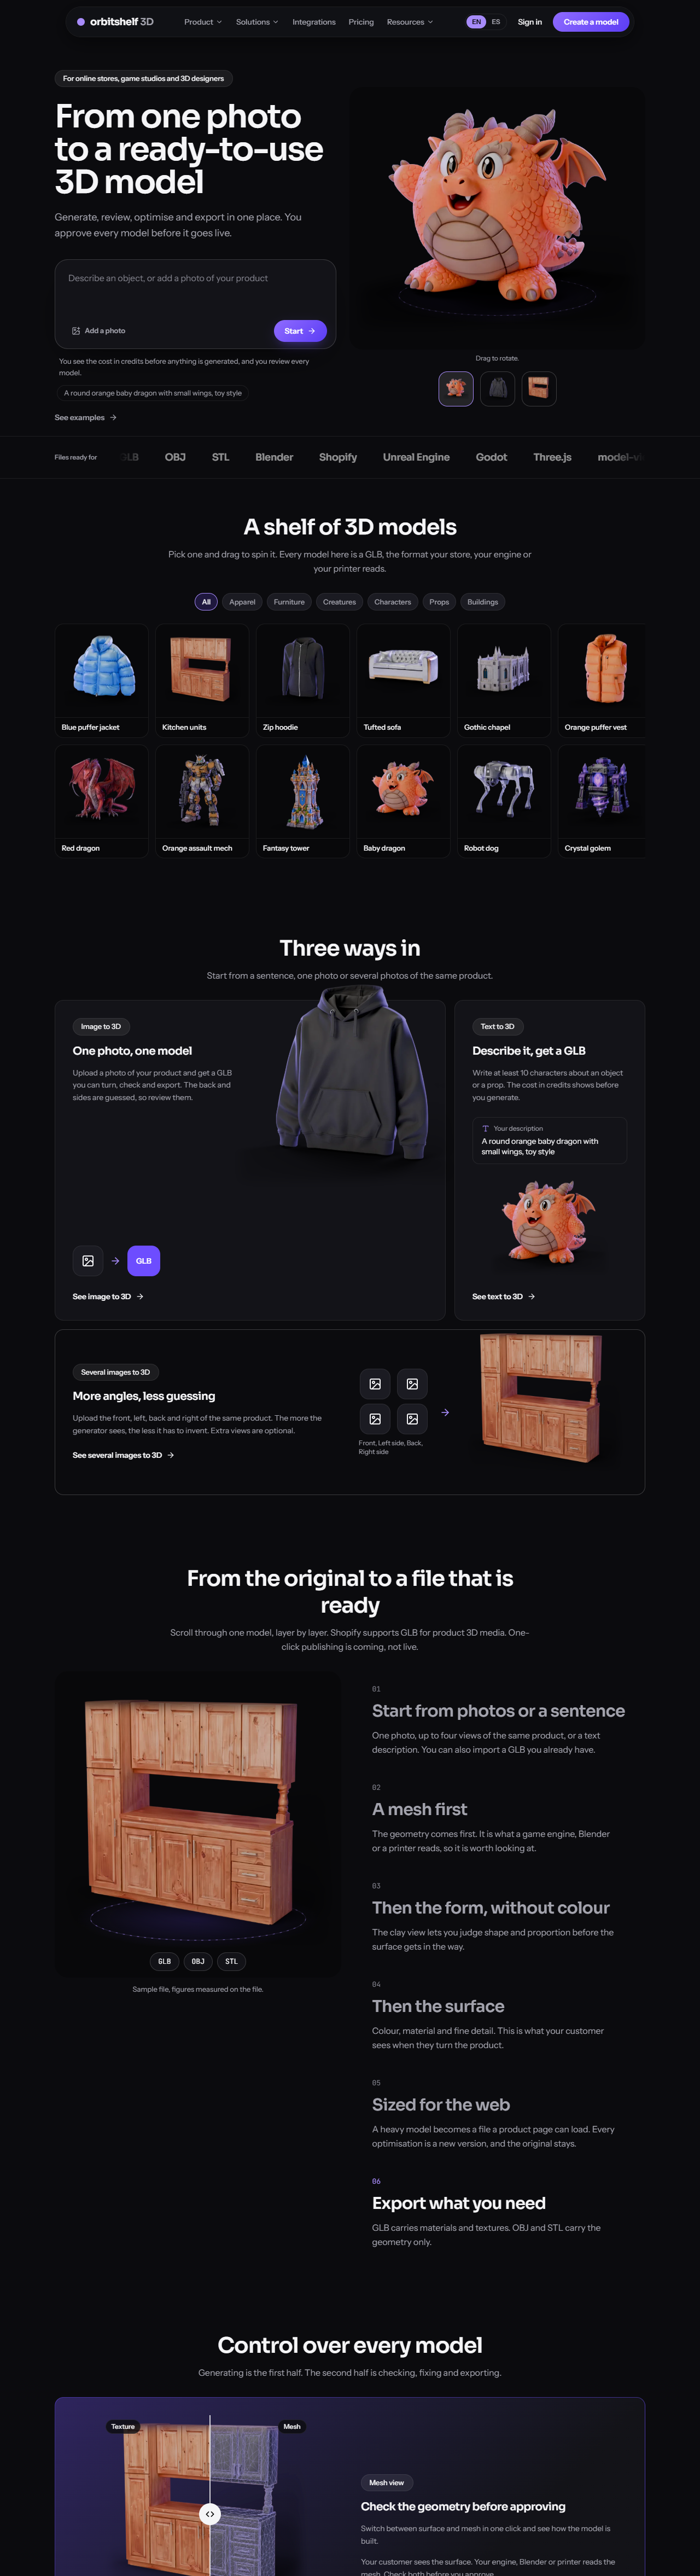 orbitshelf 3D
Product
Solutions
Integrations
Pricing
Resources
EN
ES
Sign in
Create a model
For online stores, game studios and 3D designers
From one photo
to a ready-to-use
3D model
Generate, review, optimise and export in one place. You
approve every model before it goes live.
Describe an object, or add a photo of your product
Add a photo
Start
You see the cost in credits before anything is generated, and you review every
model.
A round orange baby dragon with small wings, toy style
See examples
Drag to rotate.
Files ready for
GLB
OBJ
STL
Blender
Shopify
Unreal Engine
Godot
Three.js
model-vi
A shelf of 3D models
Pick one and drag to spin it. Every model here is a GLB, the format your store, your engine or
your printer reads.
All
Apparel
Furniture
Creatures
Characters
Props
Buildings
Blue puffer jacket
Kitchen units
Zip hoodie
Tufted sofa
Gothic chapel
Orange puffer vest
Red dragon
Orange assault mech
Fantasy tower
Baby dragon
Robot dog
Crystal golem
Three ways in
Start from a sentence, one photo or several photos of the same product.
Image to 3D
One photo, one model
Upload a photo of your product and get a GLB
you can turn, check and export. The back and
sides are guessed, so review them.
GLB
See image to 3D
Text to 3D
Describe it, get a GLB
Write at least 10 characters about an object
or a prop. The cost in credits shows before
you generate.
Your description
A round orange baby dragon with
small wings, toy style
See text to 3D
Several images to 3D
More angles, less guessing
Upload the front, left, back and right of the same product. The more the
generator sees, the less it has to invent. Extra views are optional.
See several images to 3D
Front, Left side, Back,
Right side
From the original to a file that is
ready
Scroll through one model, layer by layer. Shopify supports GLB for product 3D media. One-
click publishing is coming, not live.
GLB
OBJ
STL
Sample file, figures measured on the file.
01
Start from photos or a sentence
One photo, up to four views of the same product, or a text
description. You can also import a GLB you already have.
02
A mesh first
The geometry comes first. It is what a game engine, Blender
or a printer reads, so it is worth looking at.
03
Then the form, without colour
The clay view lets you judge shape and proportion before the
surface gets in the way.
04
Then the surface
Colour, material and fine detail. This is what your customer
sees when they turn the product.
05
Sized for the web
A heavy model becomes a file a product page can load. Every
optimisation is a new version, and the original stays.
06
Export what you need
GLB carries materials and textures. OBJ and STL carry the
geometry only.
Control over every model
Generating is the first half. The second half is checking, fixing and exporting.
Texture
Mesh
Mesh view
Check the geometry before approving
Switch between surface and mesh in one click and see how the model is
built.
Your customer sees the surface. Your engine, Blender or printer reads the
mesh. Check both before you approve.